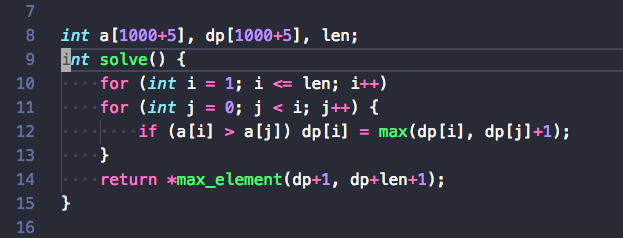 7
8 int a[1000+5], dp[1000+5], len;
9 int solve() {
10 ····for (int i = 1; i <= len; i++)
11 ····for (int j = 0; j < i; j++) {
12 ········if (a[i] > a[j]) dp[i] = max(dp[i], dp[j]+1);
13 ····}
14 ····return *max_element(dp+1, dp+len+1);
15 }
16